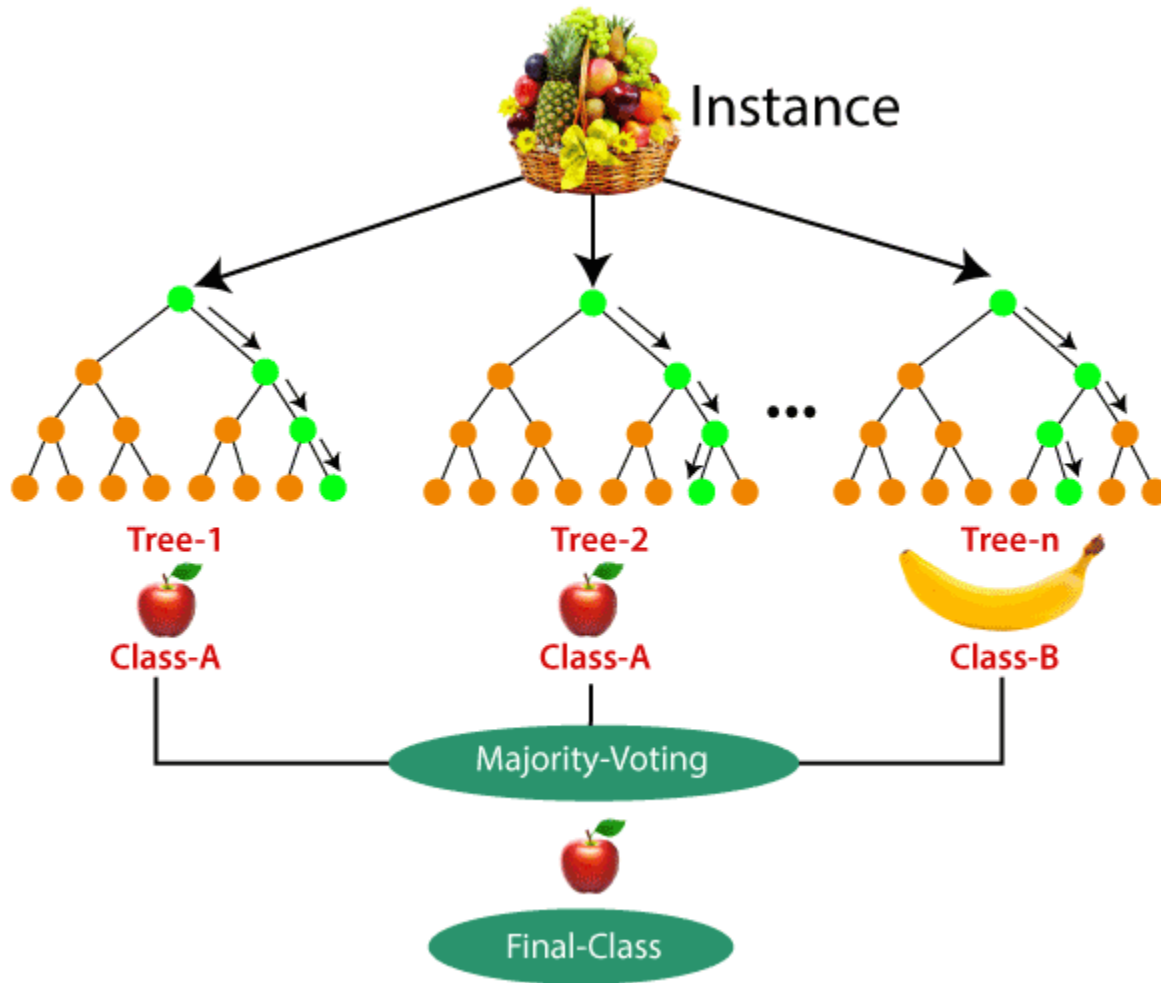 Instance
Tree-1
Tree-2
Tree-n
Class-A
Class-A
Class-B
Majority-Voting
Final-Class